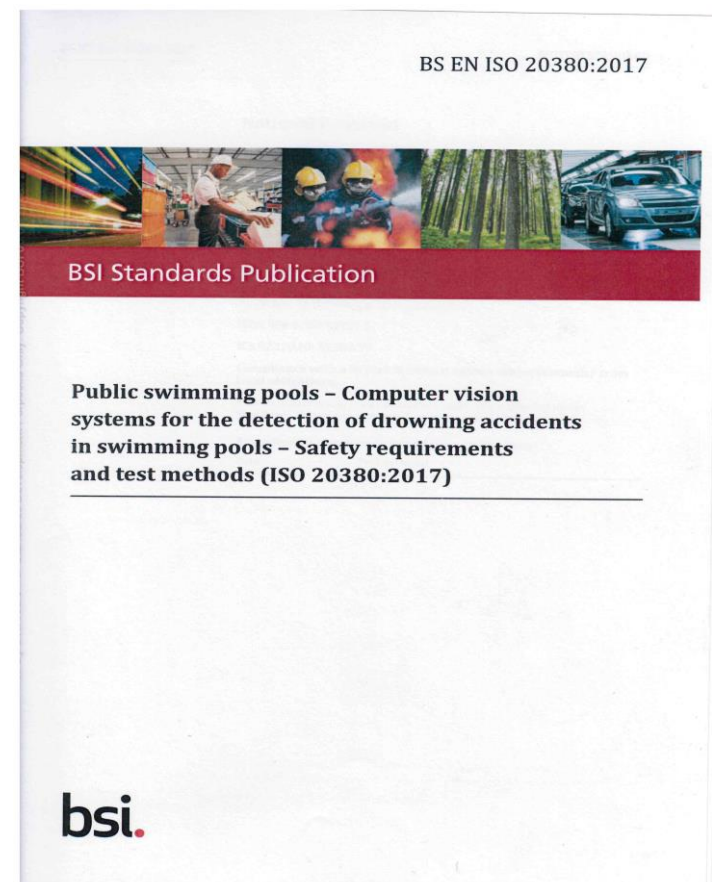 BS EN ISO 20380:2017
BSI Standards Publication
Public swimming pools – Computer vision
systems for the detection of drowning accidents
in swimming pools – Safety requirements
and test methods (ISO 20380:2017)
bsi.